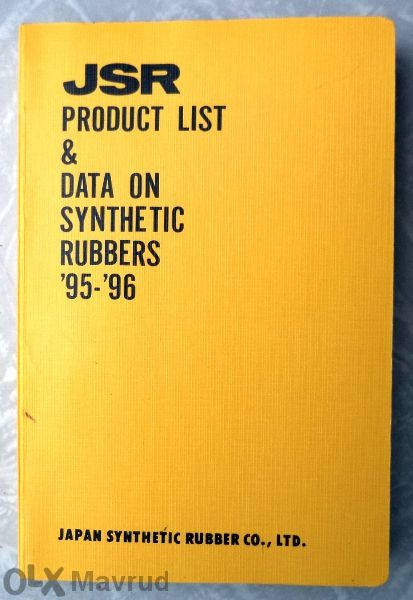 JSR
PRODUCT LIST
&
DATA ON
SYNTHETIC
RUBBERS
'95-'96
JAPAN SYNTHETIC RUBBER CO., LTD.
OLX Mavrud